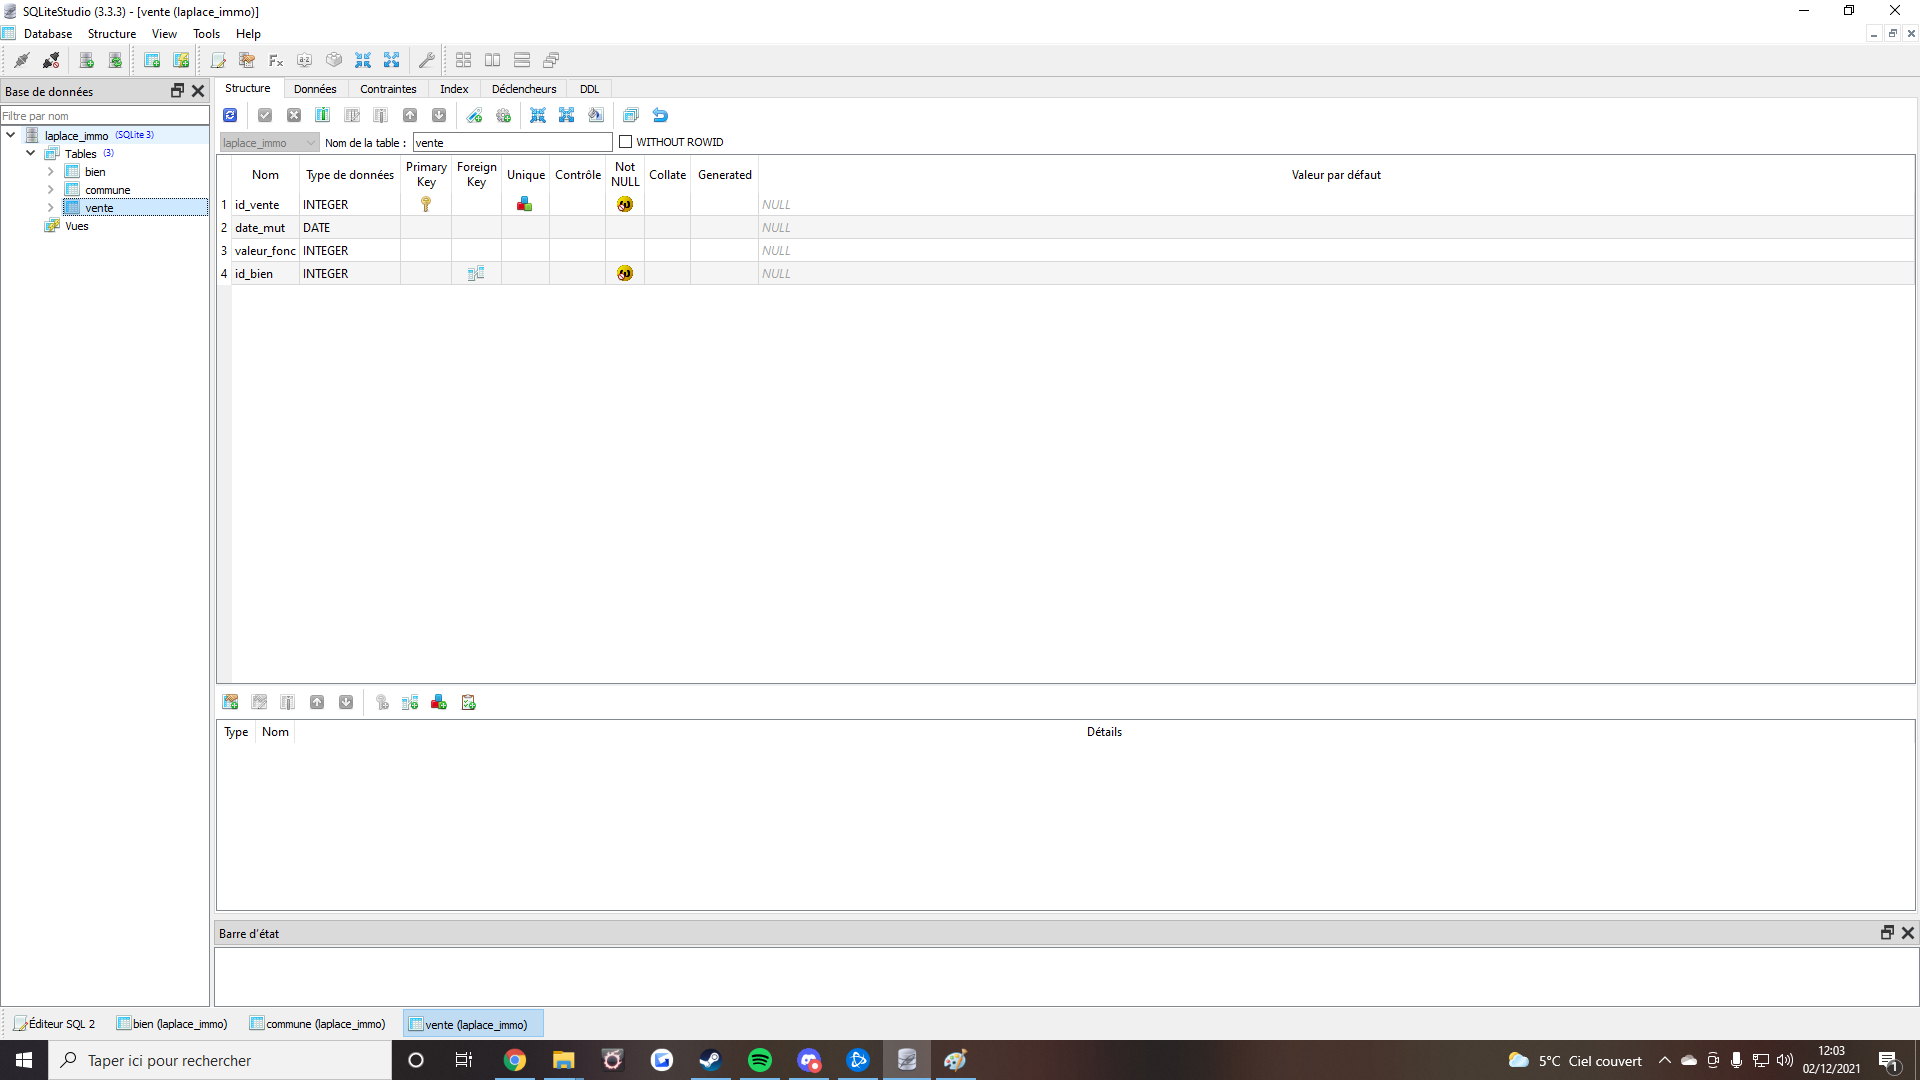 SQLiteStudio (3.3.3) - [vente (laplace_immo)]
Database Structure View Tools Help
Base de données
Filtre par nom
laplace_immo (SQLite 3)
Tables (3)
bien
commune
vente
Vues
Structure Données Contraintes Index Déclencheurs DDL
laplace_immo Nom de la table : vente WITHOUT ROWID
Nom Type de données Primary Key Foreign Key Unique Contrôle Not NULL Collate Generated Valeur par défaut
1 id_vente INTEGER NULL
2 date_mut DATE NULL
3 valeur_fonc INTEGER NULL
4 id_bien INTEGER NULL
Type Nom Détails
Barre d'état
Éditeur SQL 2 bien (laplace_immo) commune (laplace_immo) vente (laplace_immo)
Taper ici pour rechercher
5°C Ciel couvert
12:03
02/12/2021
1